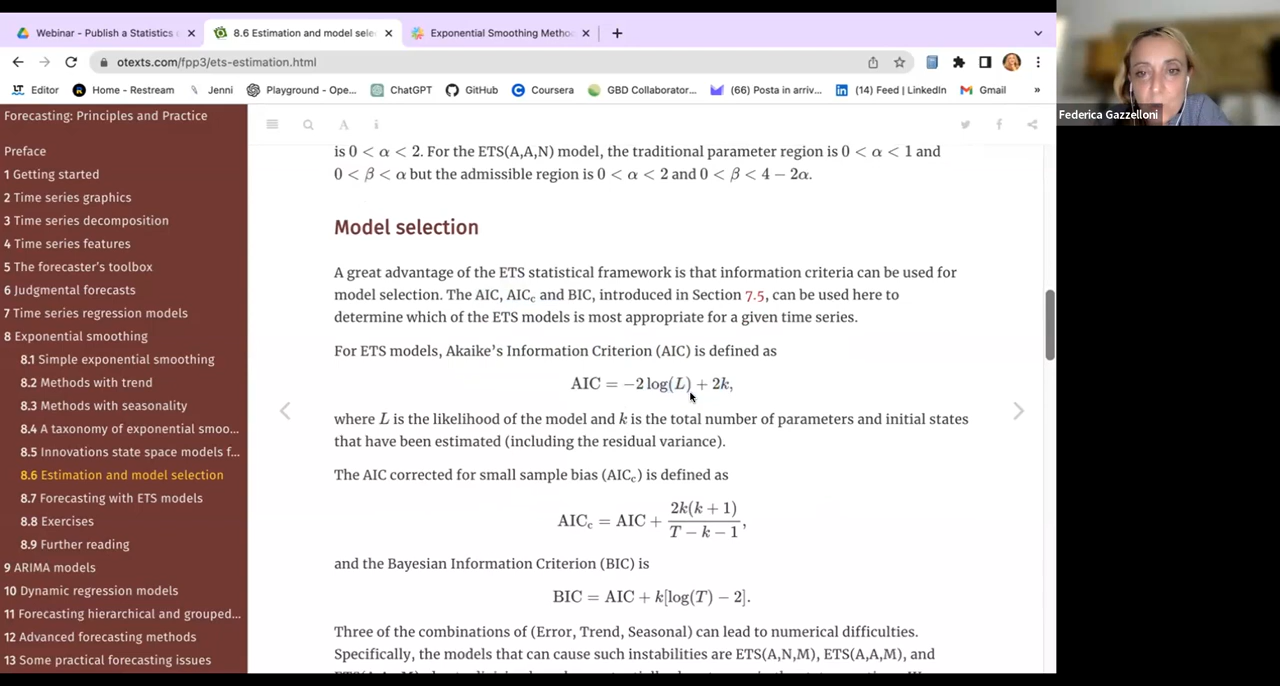 Webinar - Publish a Statistics
8.6 Estimation and model sele
Exponential Smoothing Metho
otexts.com/fpp3/ets-estimation.html
Editor
Home - Restream
Jenni
Playground - Ope...
ChatGPT
GitHub
Coursera
GBD Collaborator...
(66) Posta in arriv...
(14) Feed | LinkedIn
Gmail
»
Federica Gazzelloni
Forecasting: Principles and Practice
Preface
1 Getting started
2 Time series graphics
3 Time series decomposition
4 Time series features
5 The forecaster's toolbox
6 Judgmental forecasts
7 Time series regression models
8 Exponential smoothing
8.1 Simple exponential smoothing
8.2 Methods with trend
8.3 Methods with seasonality
8.4 A taxonomy of exponential smoo...
8.5 Innovations state space models f...
8.6 Estimation and model selection
8.7 Forecasting with ETS models
8.8 Exercises
8.9 Further reading
9 ARIMA models
10 Dynamic regression models
11 Forecasting hierarchical and grouped...
12 Advanced forecasting methods
13 Some practical forecasting issues
is 0 < α < 2. For the ETS(A,A,N) model, the traditional parameter region is 0 < α < 1 and
0 < β < α but the admissible region is 0 < α < 2 and 0 < β < 4 − 2α.
Model selection
A great advantage of the ETS statistical framework is that information criteria can be used for
model selection. The AIC, AICc and BIC, introduced in Section 7.5, can be used here to
determine which of the ETS models is most appropriate for a given time series.
For ETS models, Akaike's Information Criterion (AIC) is defined as
AIC = −2 log(L) + 2k,
where L is the likelihood of the model and k is the total number of parameters and initial states
that have been estimated (including the residual variance).
The AIC corrected for small sample bias (AICc) is defined as
AICc = AIC + 2k(k + 1) / T − k − 1,
and the Bayesian Information Criterion (BIC) is
BIC = AIC + k[log(T) − 2].
Three of the combinations of (Error, Trend, Seasonal) can lead to numerical difficulties.
Specifically, the models that can cause such instabilities are ETS(A,N,M), ETS(A,A,M), and